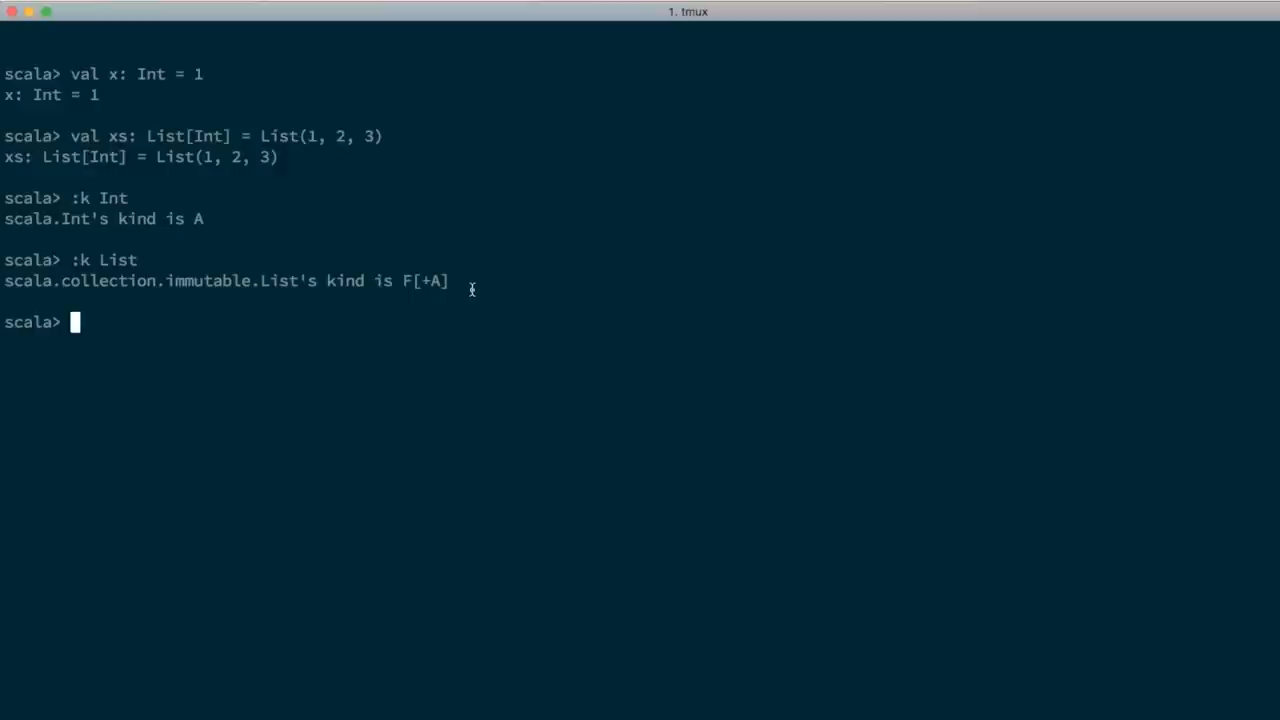 1. tmux
scala> val x: Int = 1
x: Int = 1
scala> val xs: List[Int] = List(1, 2, 3)
xs: List[Int] = List(1, 2, 3)
scala> :k Int
scala.Int's kind is A
scala> :k List
scala.collection.immutable.List's kind is F[+A]
scala>